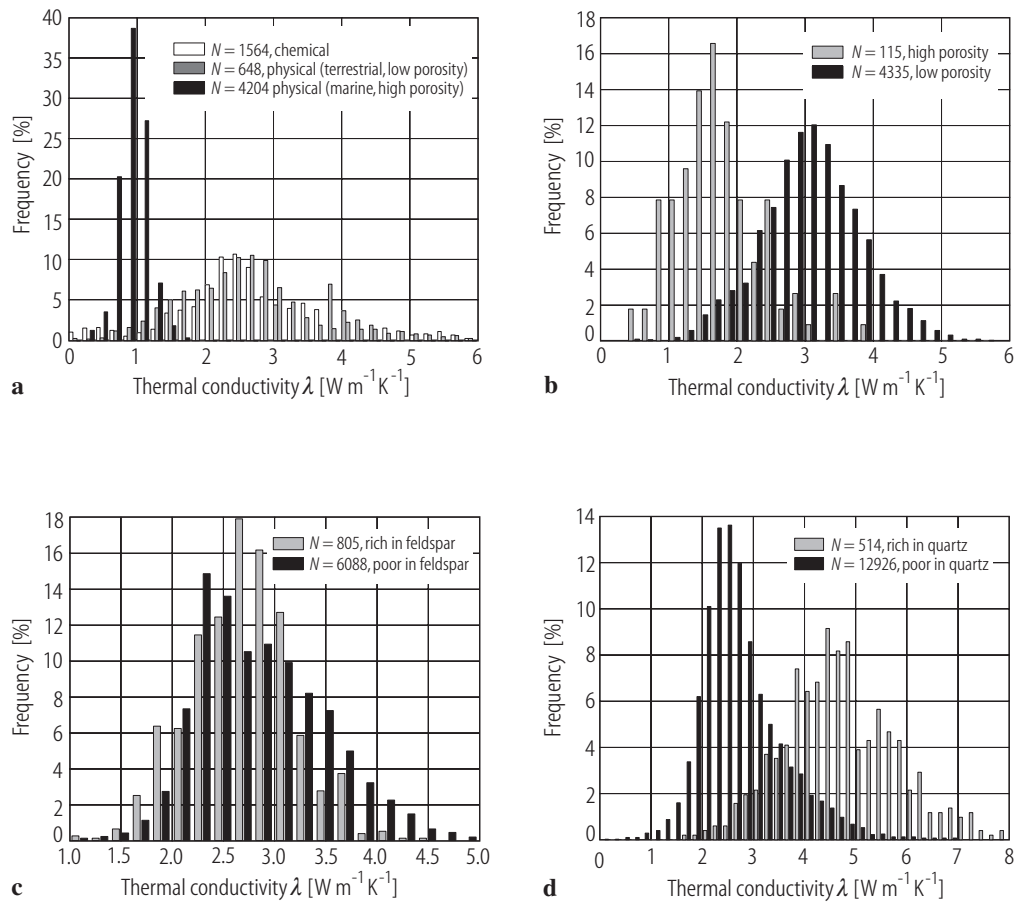 40
35
30
25
20
15
10
5
0
Frequency [%]
N = 1564, chemical
N = 648, physical (terrestrial, low porosity)
N = 4204 physical (marine, high porosity)
0 1 2 3 4 5 6
Thermal conductivity λ [W m⁻¹ K⁻¹]
a
18
16
14
12
10
8
6
4
2
0
Frequency [%]
N = 115, high porosity
N = 4335, low porosity
0 1 2 3 4 5 6
Thermal conductivity λ [W m⁻¹ K⁻¹]
b
18
16
14
12
10
8
6
4
2
0
Frequency [%]
N = 805, rich in feldspar
N = 6088, poor in feldspar
1.0 1.5 2.0 2.5 3.0 3.5 4.0 4.5 5.0
Thermal conductivity λ [W m⁻¹ K⁻¹]
c
14
12
10
8
6
4
2
0
Frequency [%]
N = 514, rich in quartz
N = 12926, poor in quartz
0 1 2 3 4 5 6 7 8
Thermal conductivity λ [W m⁻¹ K⁻¹]
d